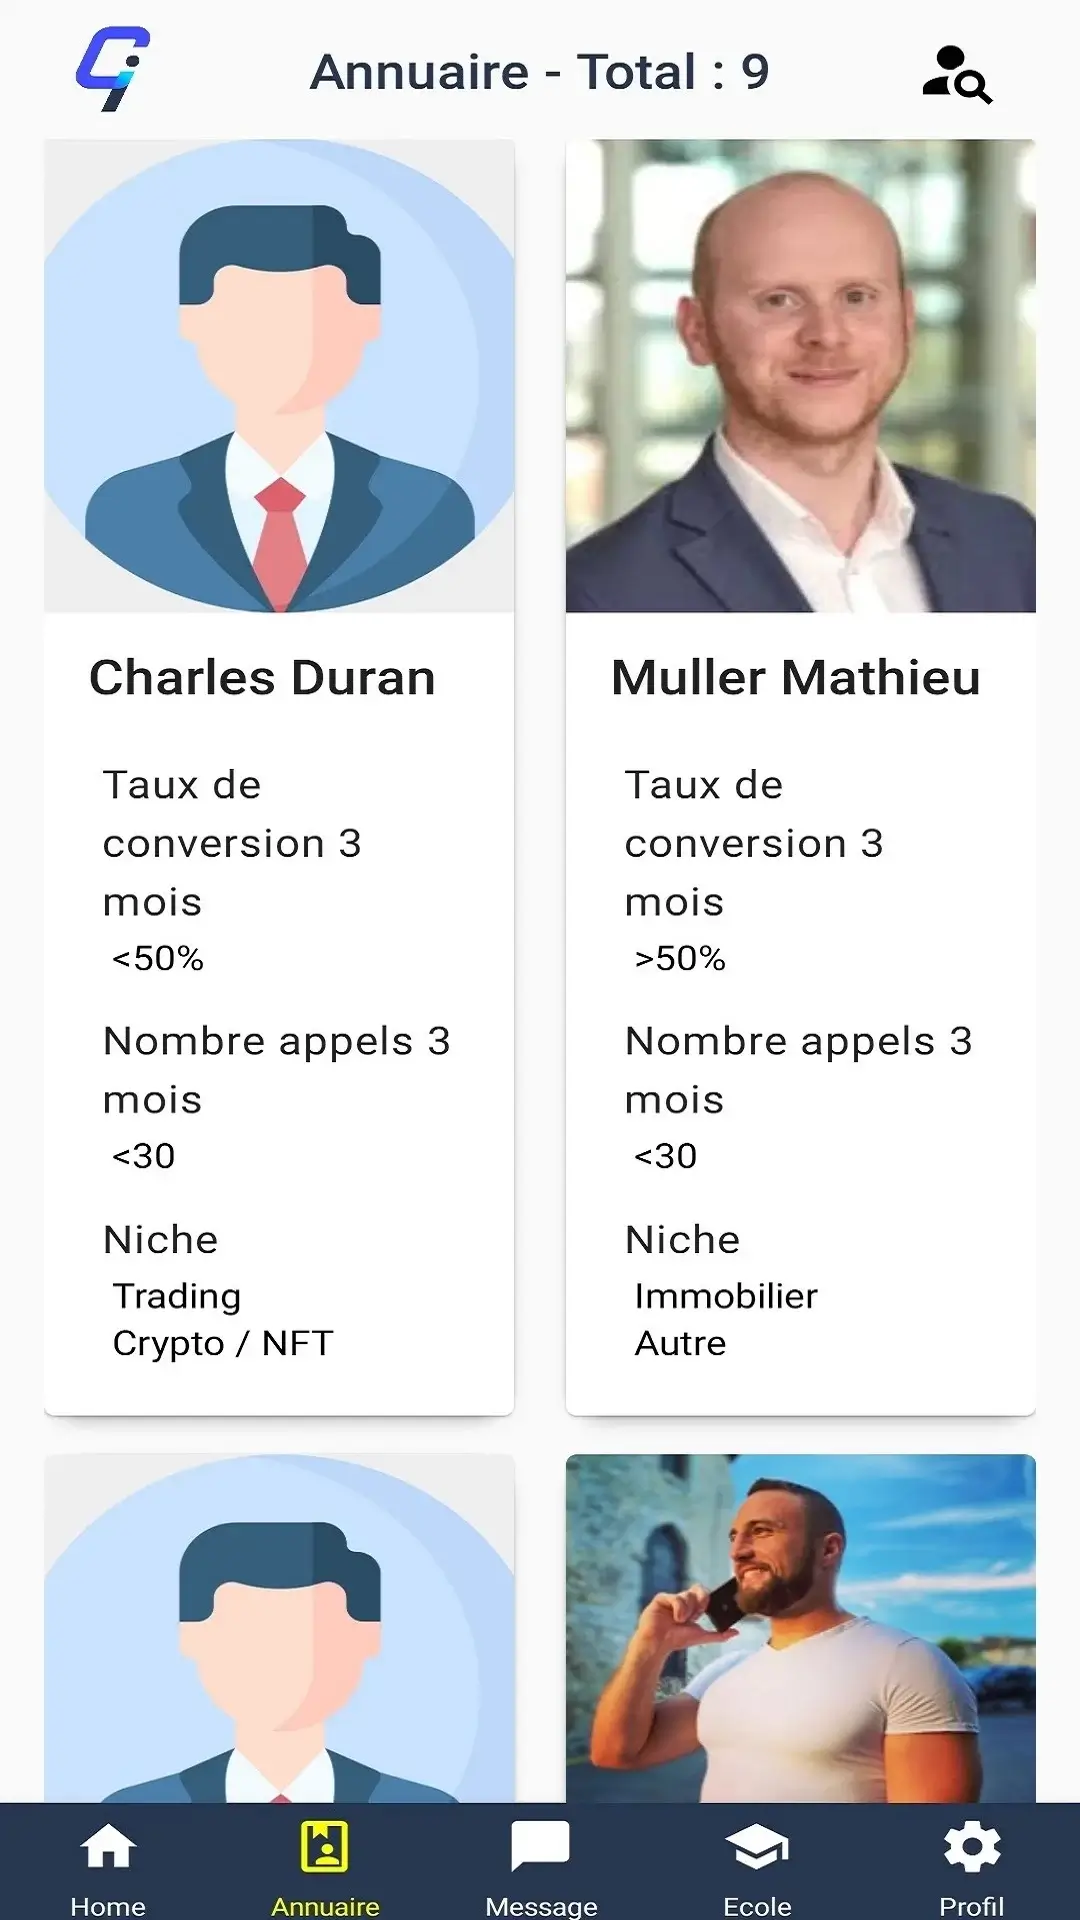 Annuaire - Total : 9
Charles Duran
Taux de
conversion 3
mois
<50%
Nombre appels 3
mois
<30
Niche
Trading
Crypto / NFT
Muller Mathieu
Taux de
conversion 3
mois
>50%
Nombre appels 3
mois
<30
Niche
Immobilier
Autre
Home
Annuaire
Message
Ecole
Profil